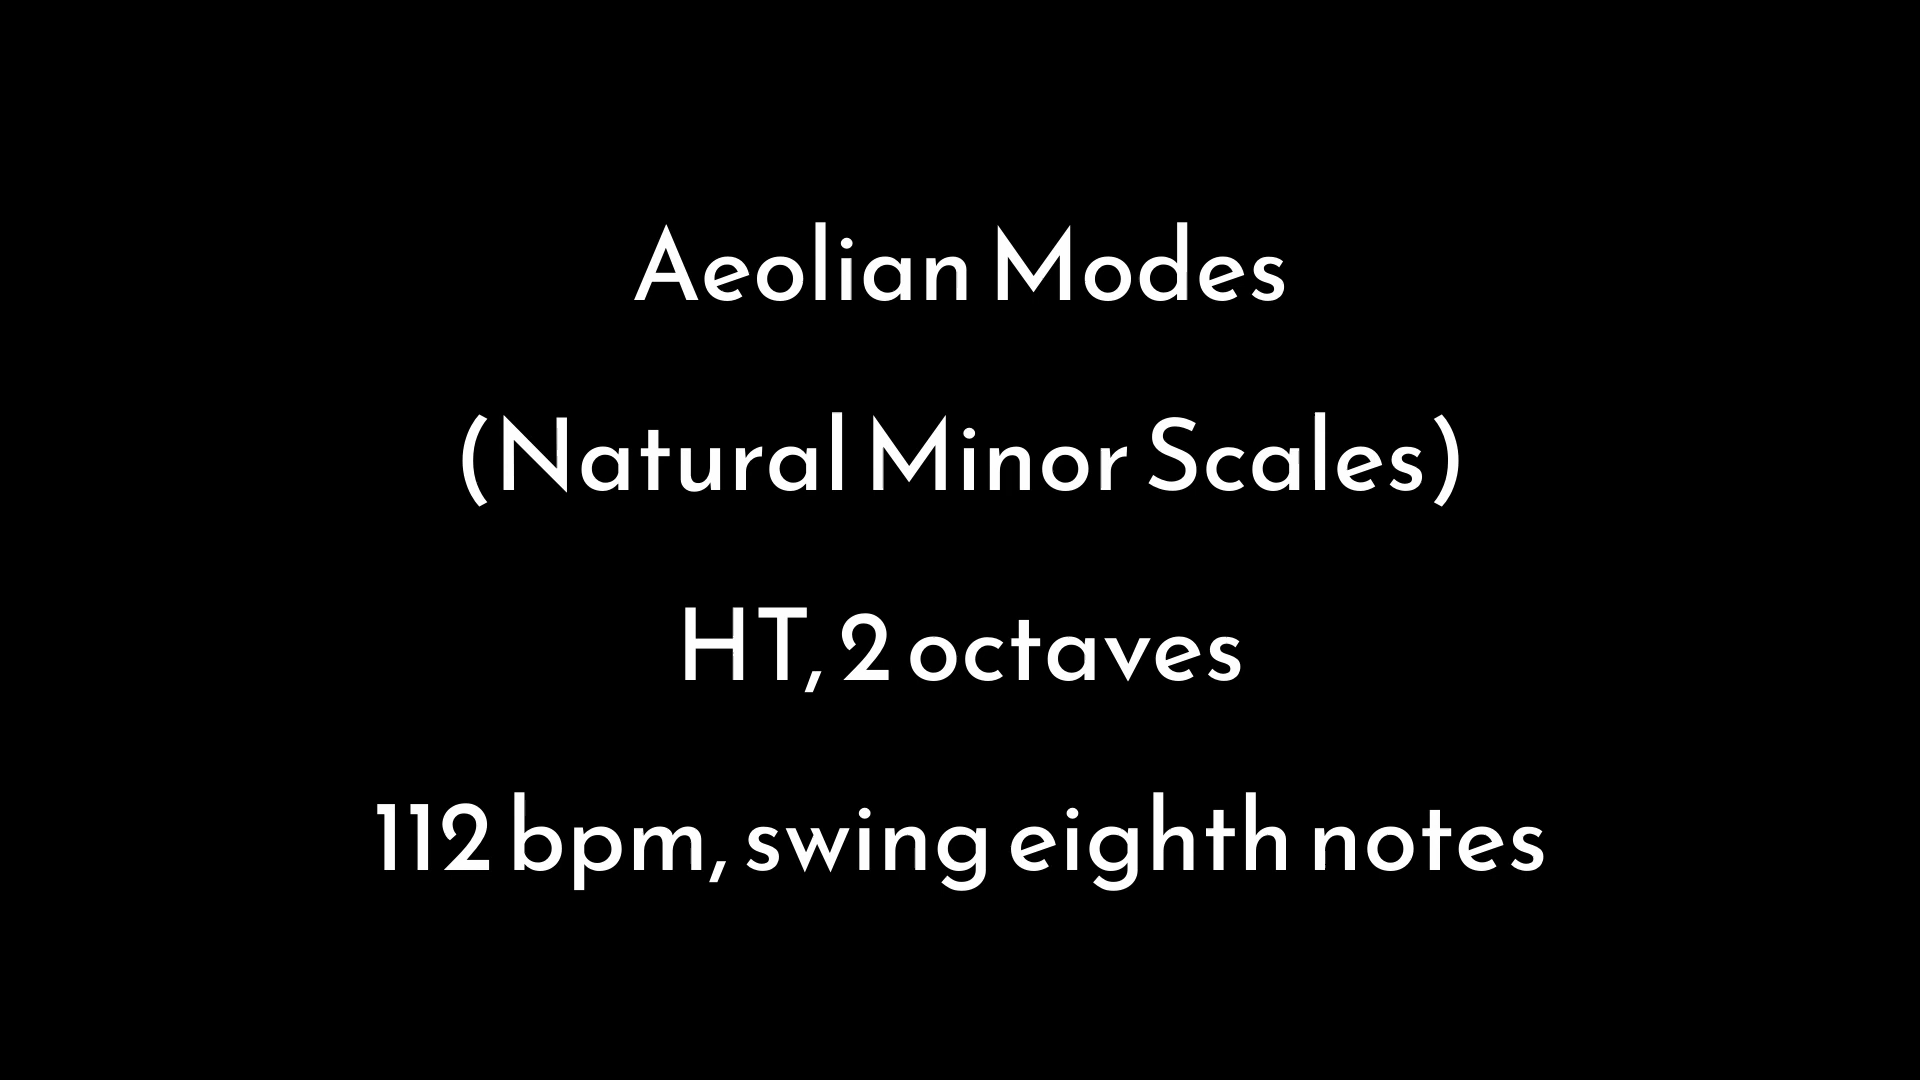 Aeolian Modes
(Natural Minor Scales)
HT, 2 octaves
112 bpm, swing eighth notes